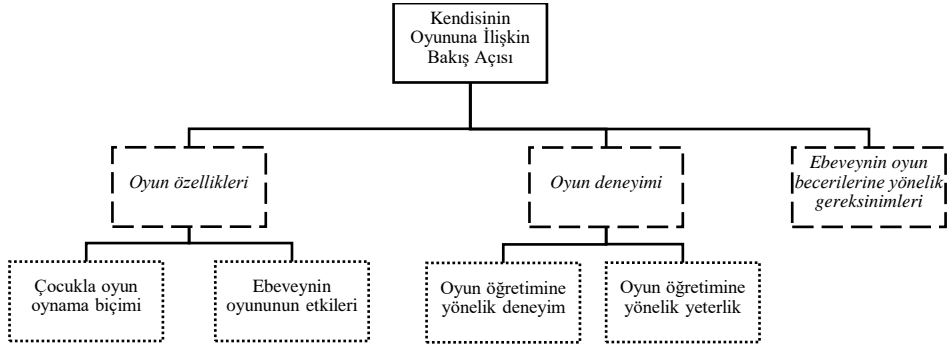 Kendisinin
Oyununa İlişkin
Bakış Açısı
Oyun özellikleri
Oyun deneyimi
Ebeveynin oyun
becerilerine yönelik
gereksinimleri
Çocukla oyun
oynama biçimi
Ebeveynin
oyununun etkileri
Oyun öğretimine
yönelik deneyim
Oyun öğretimine
yönelik yeterlik